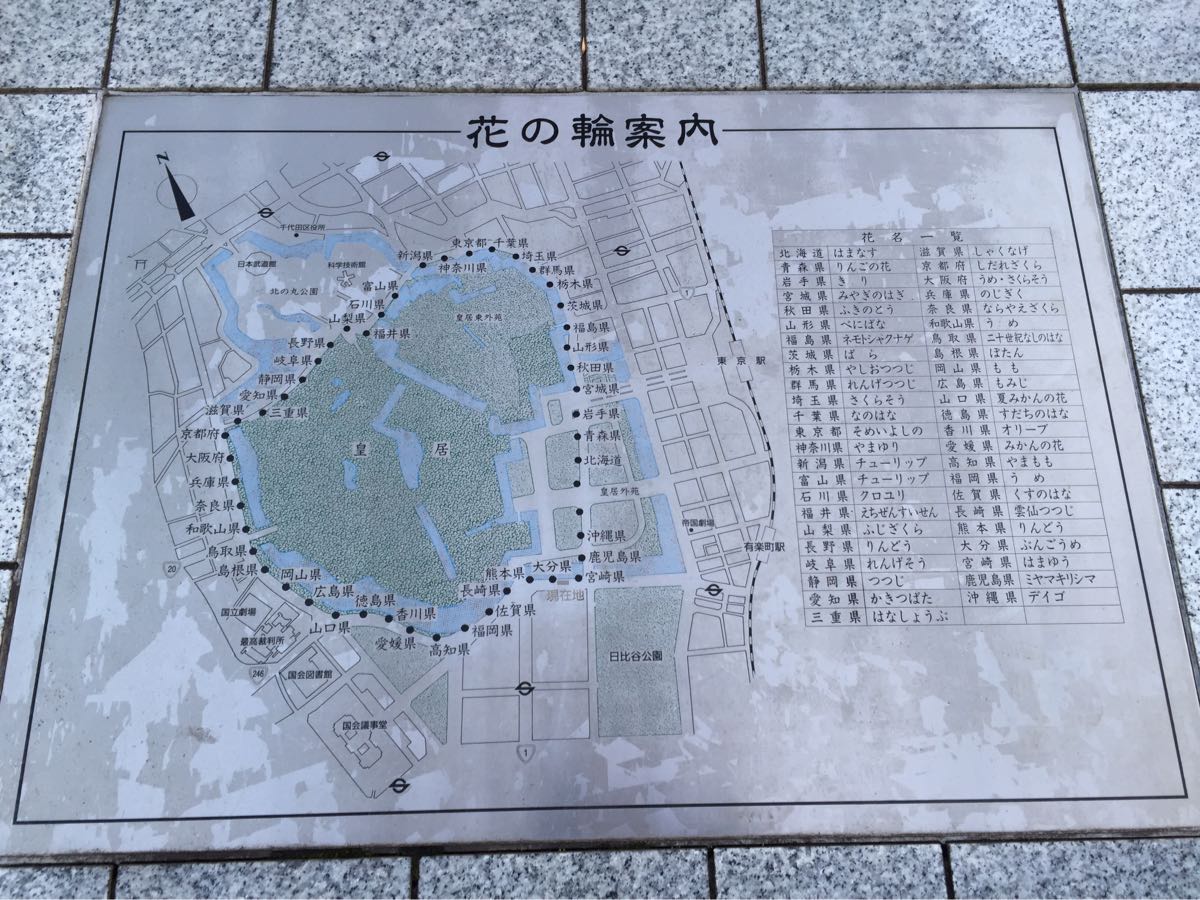 花の輪案内
N
千代田区役所
日本武道館
科学技術館
北の丸公園
東京都
千葉県
新潟県
神奈川県
埼玉県
群馬県
富山県
栃木県
石川県
茨城県
山梨県
福井県
皇居東外苑
福島県
長野県
山形県
岐阜県
秋田県
静岡県
宮城県
愛知県
滋賀県
三重県
岩手県
京都府
青森県
皇居
大阪府
北海道
兵庫県
皇居外苑
奈良県
和歌山県
沖縄県
鳥取県
鹿児島県
島根県
岡山県
熊本県
大分県
宮崎県
広島県
長崎県
現在地
徳島県
山口県
香川県
佐賀県
愛媛県
福岡県
高知県
東京駅
帝国劇場
有楽町駅
日比谷公園
国立劇場
最高裁判所
国会図書館
国会議事堂
20
246
1
1
花名一覧
北海道 はまなす 滋賀県 しゃくなげ
青森県 りんごの花 京都府 しだれざくら
岩手県 きり 大阪府 うめ・さくらそう
宮城県 みやぎのはぎ 兵庫県 のじぎく
秋田県 ふきのとう 奈良県 ならやえざくら
山形県 べにばな 和歌山県 うめ
福島県 ネモトシャクナゲ 鳥取県 二十世紀なしのはな
茨城県 ばら 島根県 ぼたん
栃木県 やしおつつじ 岡山県 もも
群馬県 れんげつつじ 広島県 もみじ
埼玉県 さくらそう 山口県 夏みかんの花
千葉県 なのはな 徳島県 すだちのはな
東京都 そめいよしの 香川県 オリーブ
神奈川県 やまゆり 愛媛県 みかんの花
新潟県 チューリップ 高知県 やまもも
富山県 チューリップ 福岡県 うめ
石川県 クロユリ 佐賀県 くすのはな
福井県 えちぜんすいせん 長崎県 雲仙つつじ
山梨県 ふじざくら 熊本県 りんどう
長野県 りんどう 大分県 ぶんごうめ
岐阜県 れんげそう 宮崎県 はまゆう
静岡県 つつじ 鹿児島県 ミヤマキリシマ
愛知県 かきつばた 沖縄県 デイゴ
三重県 はなしょうぶ